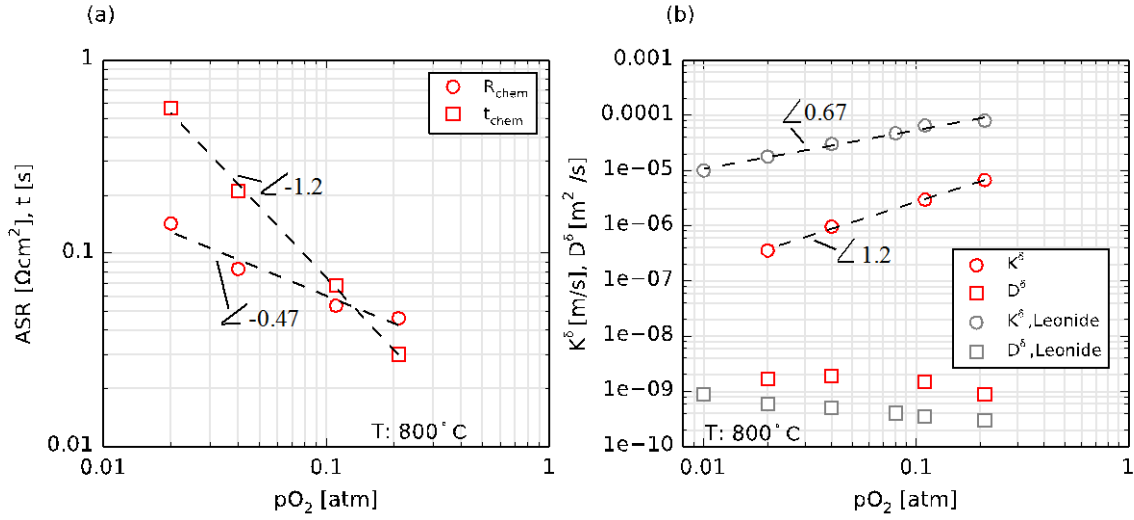 (a)
1
0.1
0.01
ASR [Ωcm²], t [s]
R_chem
t_chem
∠-1.2
∠-0.47
T: 800°C
0.01
0.1
1
pO₂ [atm]
(b)
0.001
0.0001
1e-05
1e-06
1e-07
1e-08
1e-09
1e-10
K^δ [m/s], D^δ [m² /s]
∠0.67
∠1.2
K^δ
D^δ
K^δ ,Leonide
D^δ ,Leonide
T: 800°C
0.01
0.1
1
pO₂ [atm]